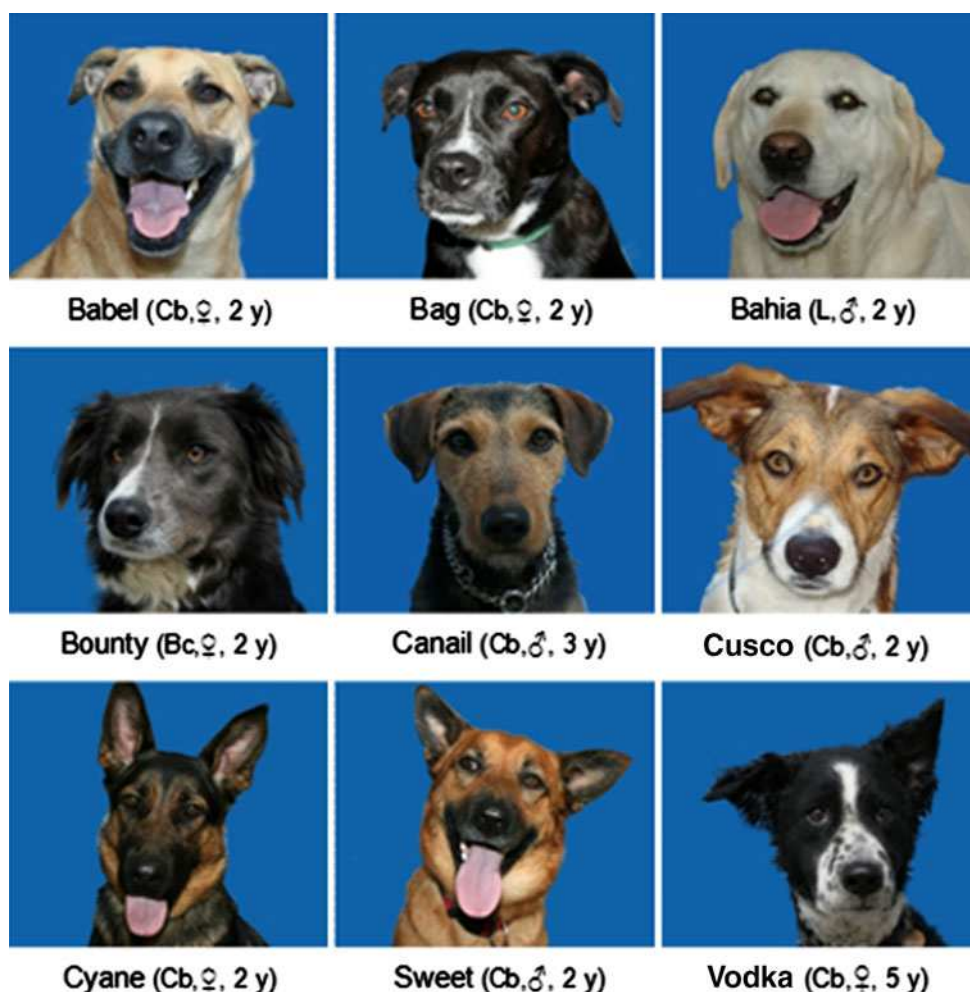 Babel (Cb,♀, 2 y)
Bag (Cb,♀, 2 y)
Bahia (L,♂, 2 y)
Bounty (Bc,♀, 2 y)
Canail (Cb,♂, 3 y)
Cusco (Cb,♂, 2 y)
Cyane (Cb,♀, 2 y)
Sweet (Cb,♂, 2 y)
Vodka (Cb,♀, 5 y)